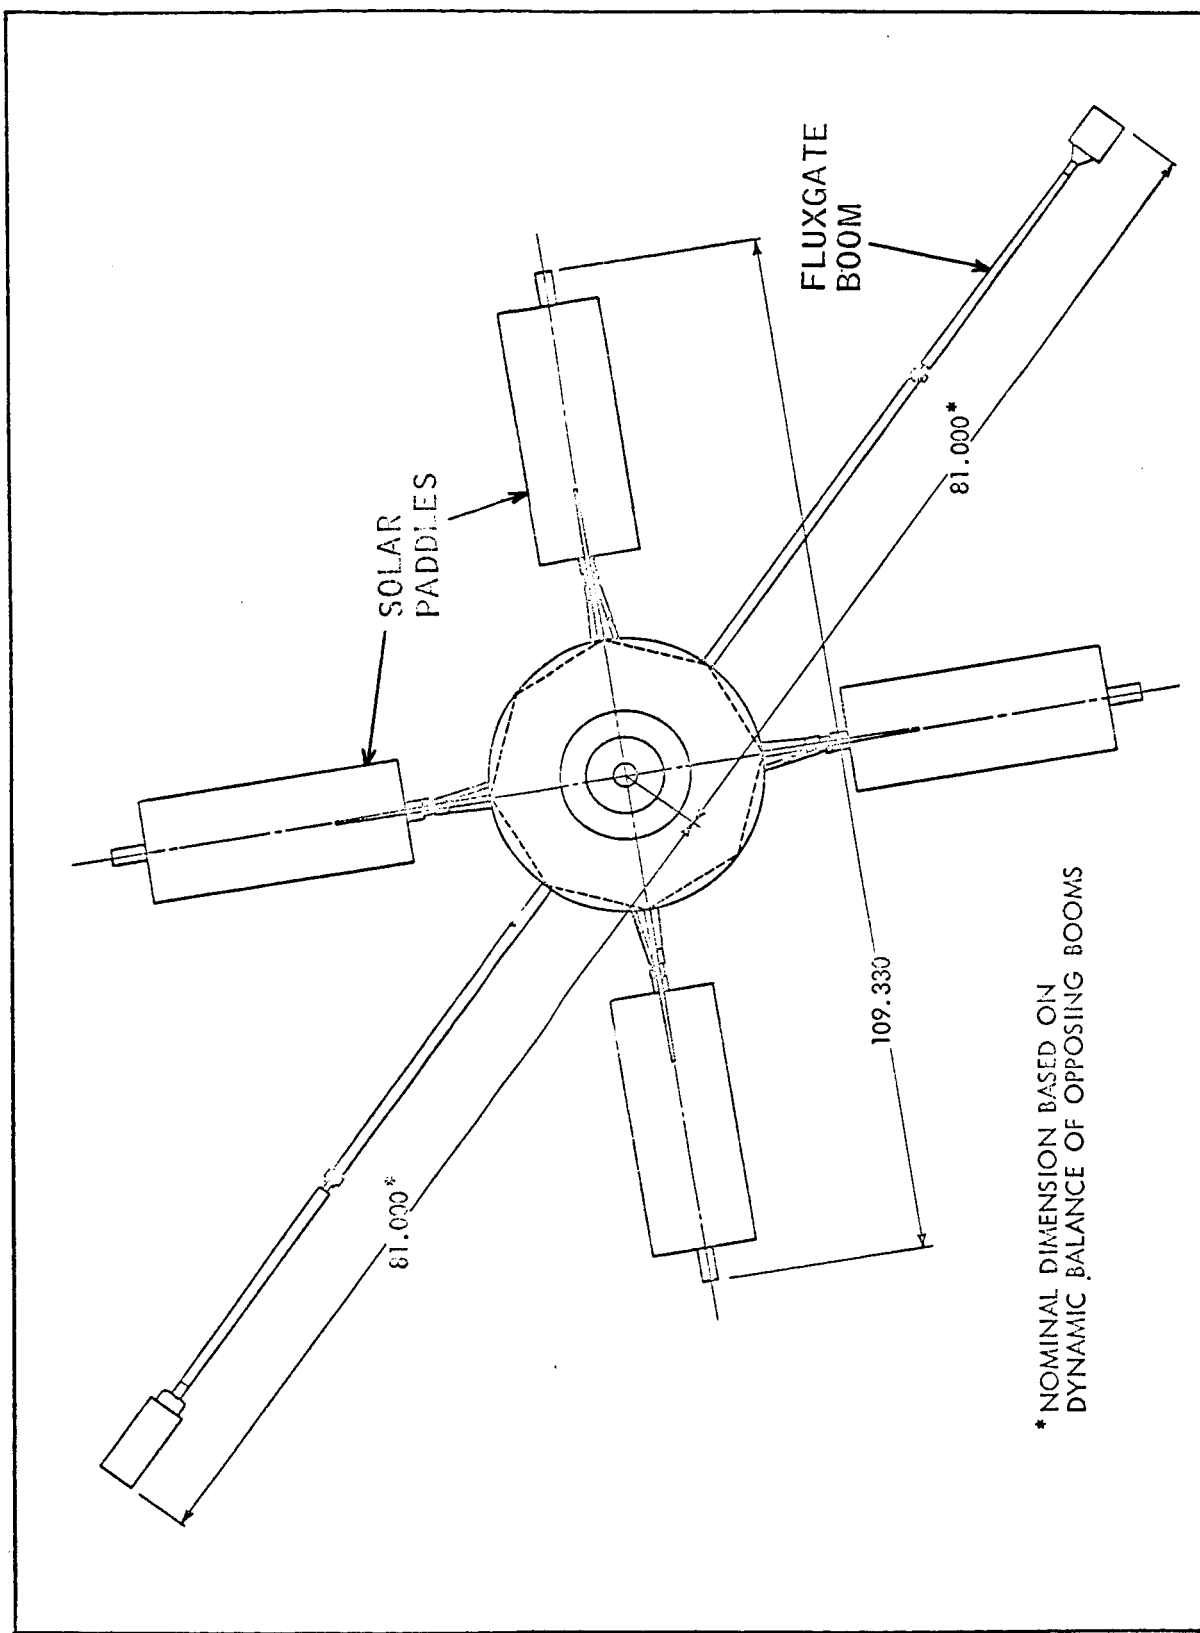 SOLAR
PADDLES
FLUXGATE
BOOM
81.000*
81.000*
109.330
*NOMINAL DIMENSION BASED ON
DYNAMIC BALANCE OF OPPOSING BOOMS